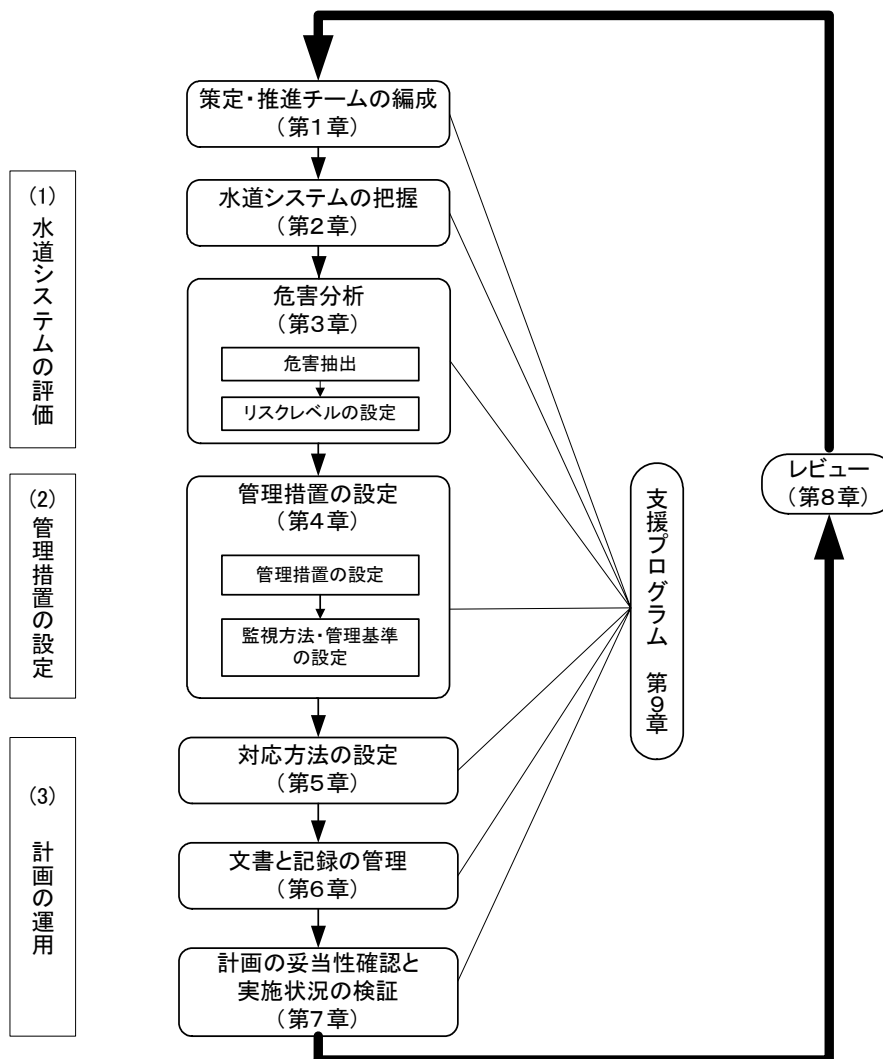 策定・推進チームの編成
（第1章）
(1)
水道システムの評価
水道システムの把握
（第2章）
危害分析
（第3章）
危害抽出
リスクレベルの設定
(2)
管理措置の設定
管理措置の設定
（第4章）
管理措置の設定
監視方法・管理基準
の設定
(3)
計画の運用
対応方法の設定
（第5章）
文書と記録の管理
（第6章）
計画の妥当性確認と
実施状況の検証
（第7章）
支援プログラム　第9章
レビュー
（第8章）